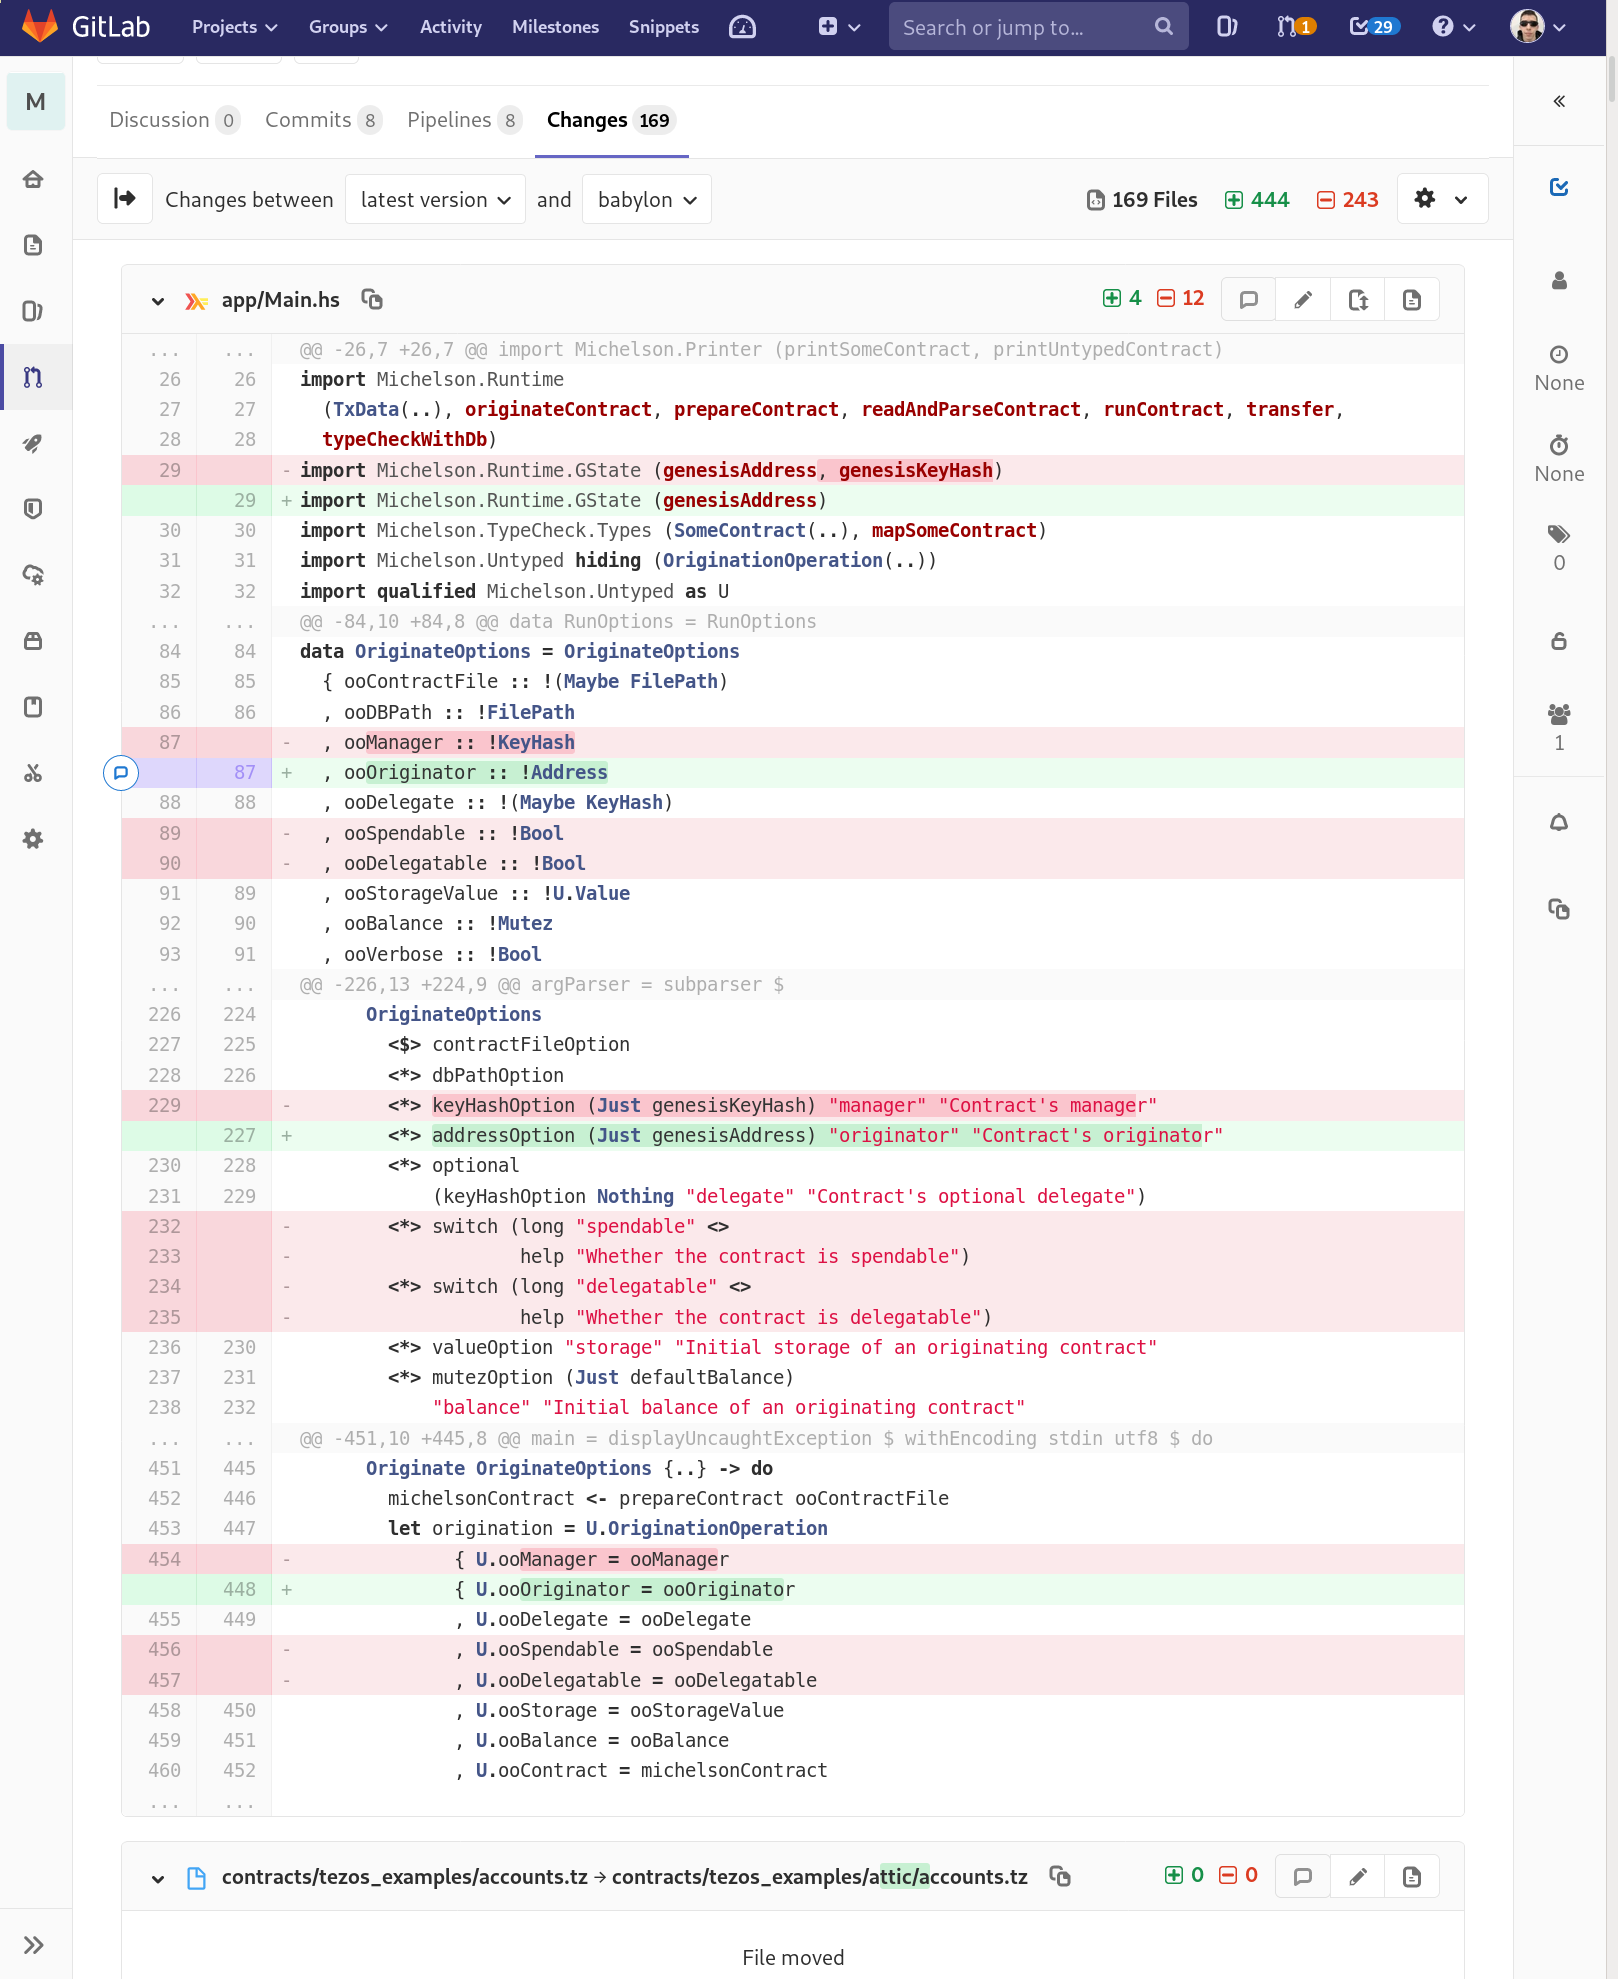 GitLab Projects Groups Activity Milestones Snippets Search or jump to... 1 29
M
Discussion 0 Commits 8 Pipelines 8 Changes 169
Changes between latest version and babylon 169 Files 444 243
app/Main.hs 4 12
... ... @@ -26,7 +26,7 @@ import Michelson.Printer (printSomeContract, printUntypedContract)
26 26 import Michelson.Runtime
27 27 (TxData(..), originateContract, prepareContract, readAndParseContract, runContract, transfer,
28 28 typeCheckWithDb)
29 - import Michelson.Runtime.GState (genesisAddress, genesisKeyHash)
29 + import Michelson.Runtime.GState (genesisAddress)
30 30 import Michelson.TypeCheck.Types (SomeContract(..), mapSomeContract)
31 31 import Michelson.Untyped hiding (OriginationOperation(..))
32 32 import qualified Michelson.Untyped as U
... ... @@ -84,10 +84,8 @@ data RunOptions = RunOptions
84 84 data OriginateOptions = OriginateOptions
85 85 { ooContractFile :: !(Maybe FilePath)
86 86 , ooDBPath :: !FilePath
87 - , ooManager :: !KeyHash
87 + , ooOriginator :: !Address
88 88 , ooDelegate :: !(Maybe KeyHash)
89 - , ooSpendable :: !Bool
90 - , ooDelegatable :: !Bool
91 89 , ooStorageValue :: !U.Value
92 90 , ooBalance :: !Mutez
93 91 , ooVerbose :: !Bool
... ... @@ -226,13 +224,9 @@ argParser = subparser $
226 224 OriginateOptions
227 225 <$> contractFileOption
228 226 <*> dbPathOption
229 - <*> keyHashOption (Just genesisKeyHash) "manager" "Contract's manager"
227 + <*> addressOption (Just genesisAddress) "originator" "Contract's originator"
230 228 <*> optional
231 229 (keyHashOption Nothing "delegate" "Contract's optional delegate")
232 - <*> switch (long "spendable" <>
233 - help "Whether the contract is spendable")
234 - <*> switch (long "delegatable" <>
235 - help "Whether the contract is delegatable")
236 230 <*> valueOption "storage" "Initial storage of an originating contract"
237 231 <*> mutezOption (Just defaultBalance)
238 232 "balance" "Initial balance of an originating contract"
... ... @@ -451,10 +445,8 @@ main = displayUncaughtException $ withEncoding stdin utf8 $ do
451 445 Originate OriginateOptions {..} -> do
452 446 michelsonContract <- prepareContract ooContractFile
453 447 let origination = U.OriginationOperation
454 - { U.ooManager = ooManager
448 + { U.ooOriginator = ooOriginator
455 449 , U.ooDelegate = ooDelegate
456 - , U.ooSpendable = ooSpendable
457 - , U.ooDelegatable = ooDelegatable
458 450 , U.ooStorage = ooStorageValue
459 451 , U.ooBalance = ooBalance
460 452 , U.ooContract = michelsonContract
... ...
contracts/tezos_examples/accounts.tz → contracts/tezos_examples/attic/accounts.tz 0 0
File moved
None
None
0
1